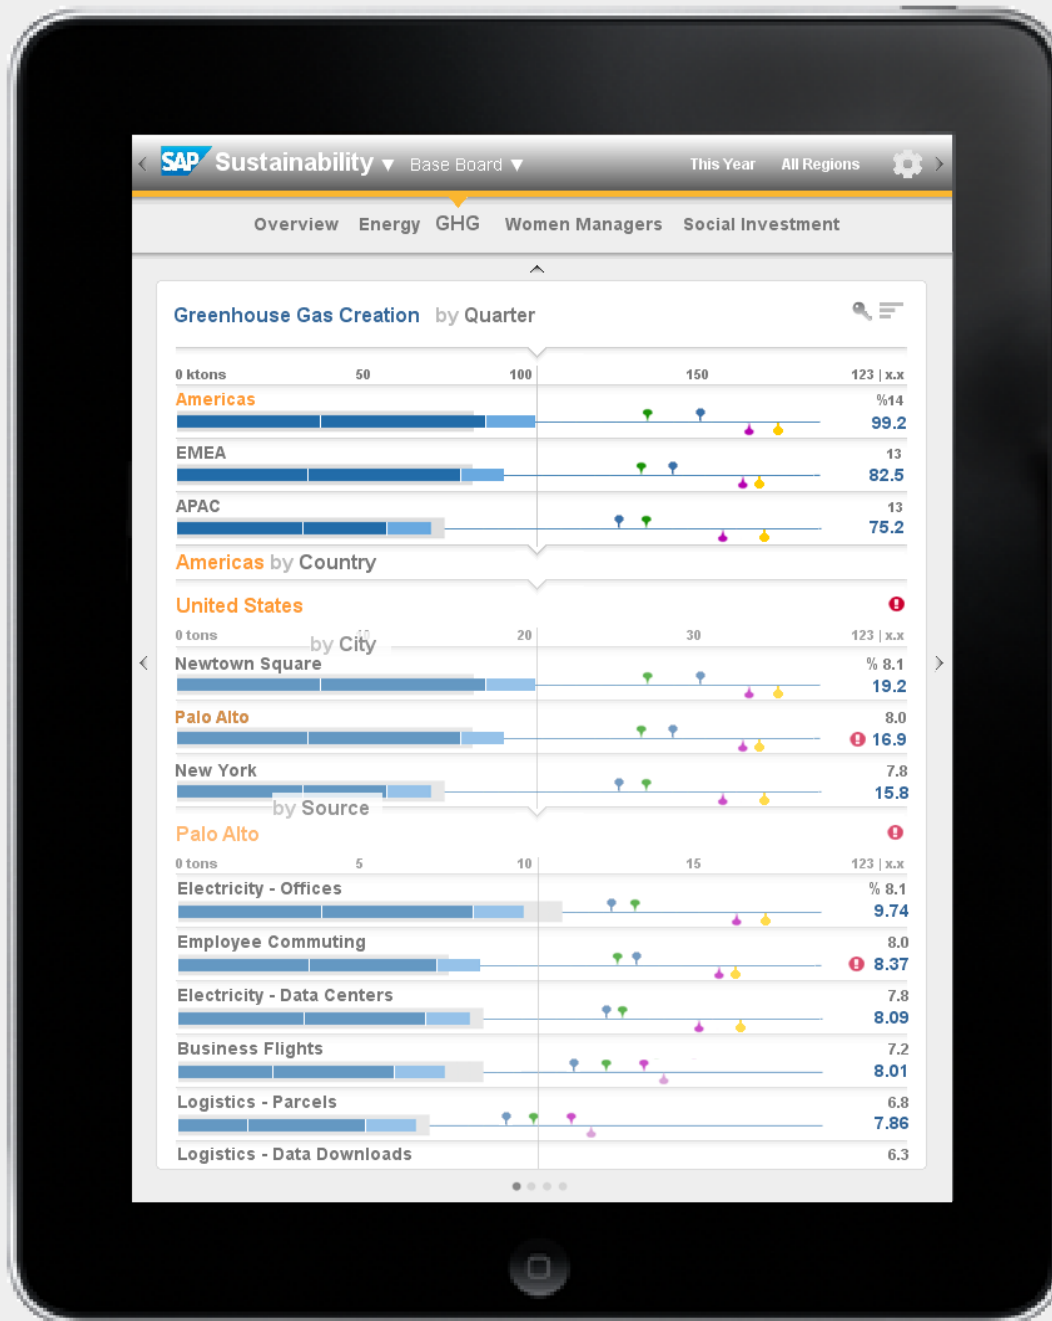 SAP Sustainability Base Board This Year All Regions
Overview Energy GHG Women Managers Social Investment
Greenhouse Gas Creation by Quarter
0 ktons 50 100 150 123 | x.x
Americas %14
99.2
EMEA 13
82.5
APAC 13
75.2
Americas by Country
United States
0 tons 20 30 123 | x.x
by City
Newtown Square % 8.1
19.2
Palo Alto 8.0
16.9
New York 7.8
15.8
by Source
Palo Alto
0 tons 5 10 15 123 | x.x
Electricity - Offices % 8.1
9.74
Employee Commuting 8.0
8.37
Electricity - Data Centers 7.8
8.09
Business Flights 7.2
8.01
Logistics - Parcels 6.8
7.86
Logistics - Data Downloads 6.3